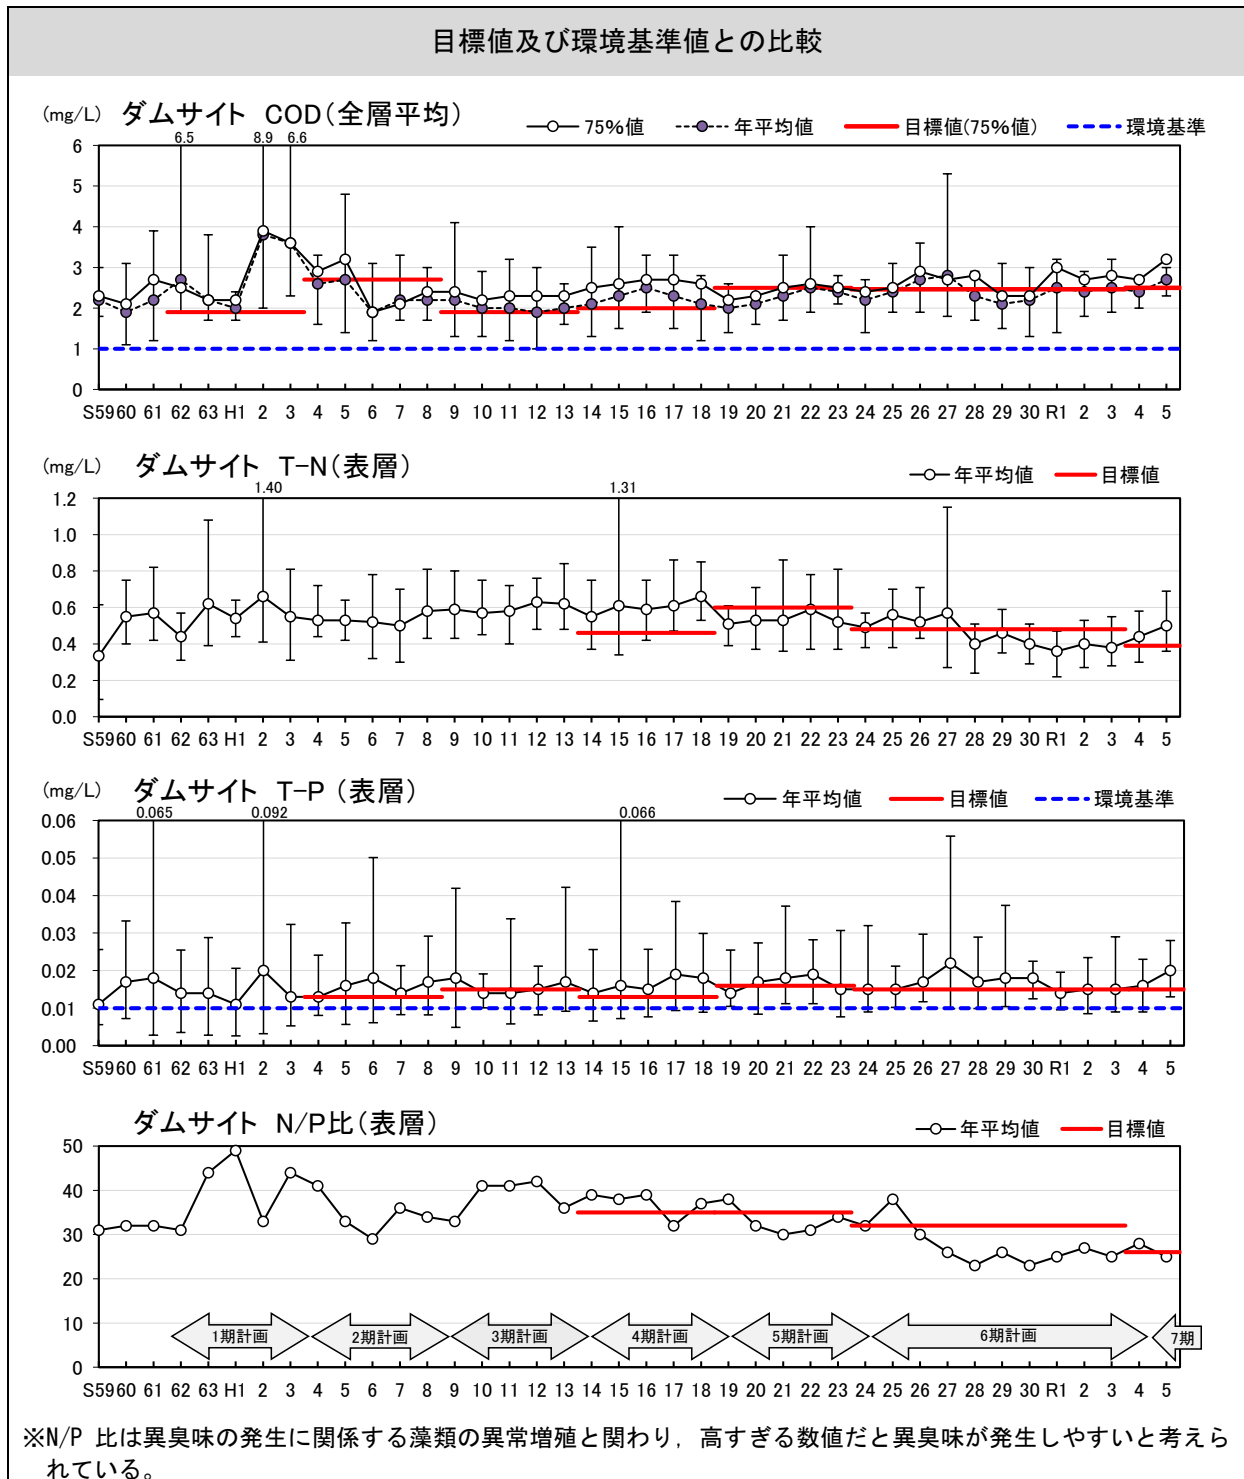 目標値及び環境基準値との比較
(mg/L) ダムサイト COD(全層平均)
75%値 年平均値 目標値(75%値) 環境基準
6.5 8.9 6.6
6
5
4
3
2
1
0
S59 60 61 62 63 H1 2 3 4 5 6 7 8 9 10 11 12 13 14 15 16 17 18 19 20 21 22 23 24 25 26 27 28 29 30 R1 2 3 4 5
(mg/L) ダムサイト T-N(表層)
年平均値 目標値
1.40 1.31
1.2
1.0
0.8
0.6
0.4
0.2
0.0
S59 60 61 62 63 H1 2 3 4 5 6 7 8 9 10 11 12 13 14 15 16 17 18 19 20 21 22 23 24 25 26 27 28 29 30 R1 2 3 4 5
(mg/L) ダムサイト T-P (表層)
年平均値 目標値 環境基準
0.065 0.092 0.066
0.06
0.05
0.04
0.03
0.02
0.01
0.00
S59 60 61 62 63 H1 2 3 4 5 6 7 8 9 10 11 12 13 14 15 16 17 18 19 20 21 22 23 24 25 26 27 28 29 30 R1 2 3 4 5
ダムサイト N/P比(表層)
年平均値 目標値
50
40
30
20
10
0
1期計画 2期計画 3期計画 4期計画 5期計画 6期計画 7期
S59 60 61 62 63 H1 2 3 4 5 6 7 8 9 10 11 12 13 14 15 16 17 18 19 20 21 22 23 24 25 26 27 28 29 30 R1 2 3 4 5
※N/P 比は異臭味の発生に関係する藻類の異常増殖と関わり，高すぎる数値だと異臭味が発生しやすいと考えら
れている。